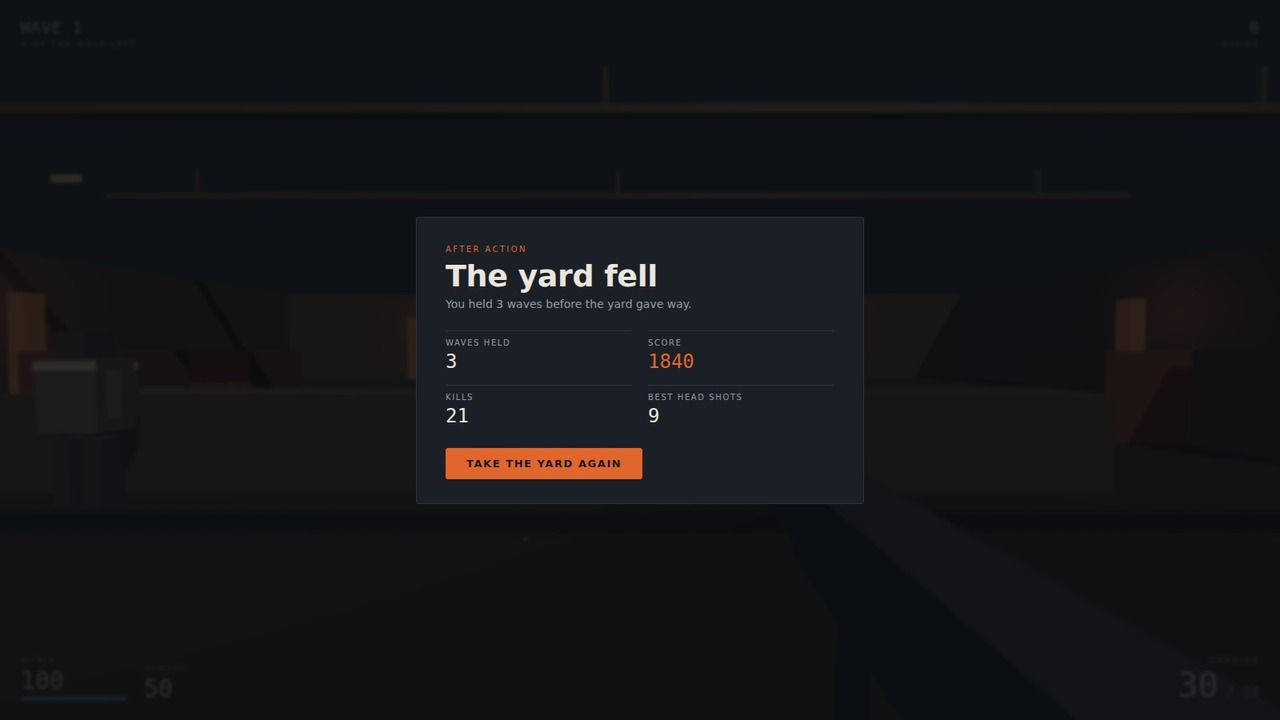 WAVE 1
0
AFTER ACTION
The yard fell
You held 3 waves before the yard gave way.
WAVES HELD
3
SCORE
1840
KILLS
21
BEST HEAD SHOTS
9
TAKE THE YARD AGAIN
100
50
30